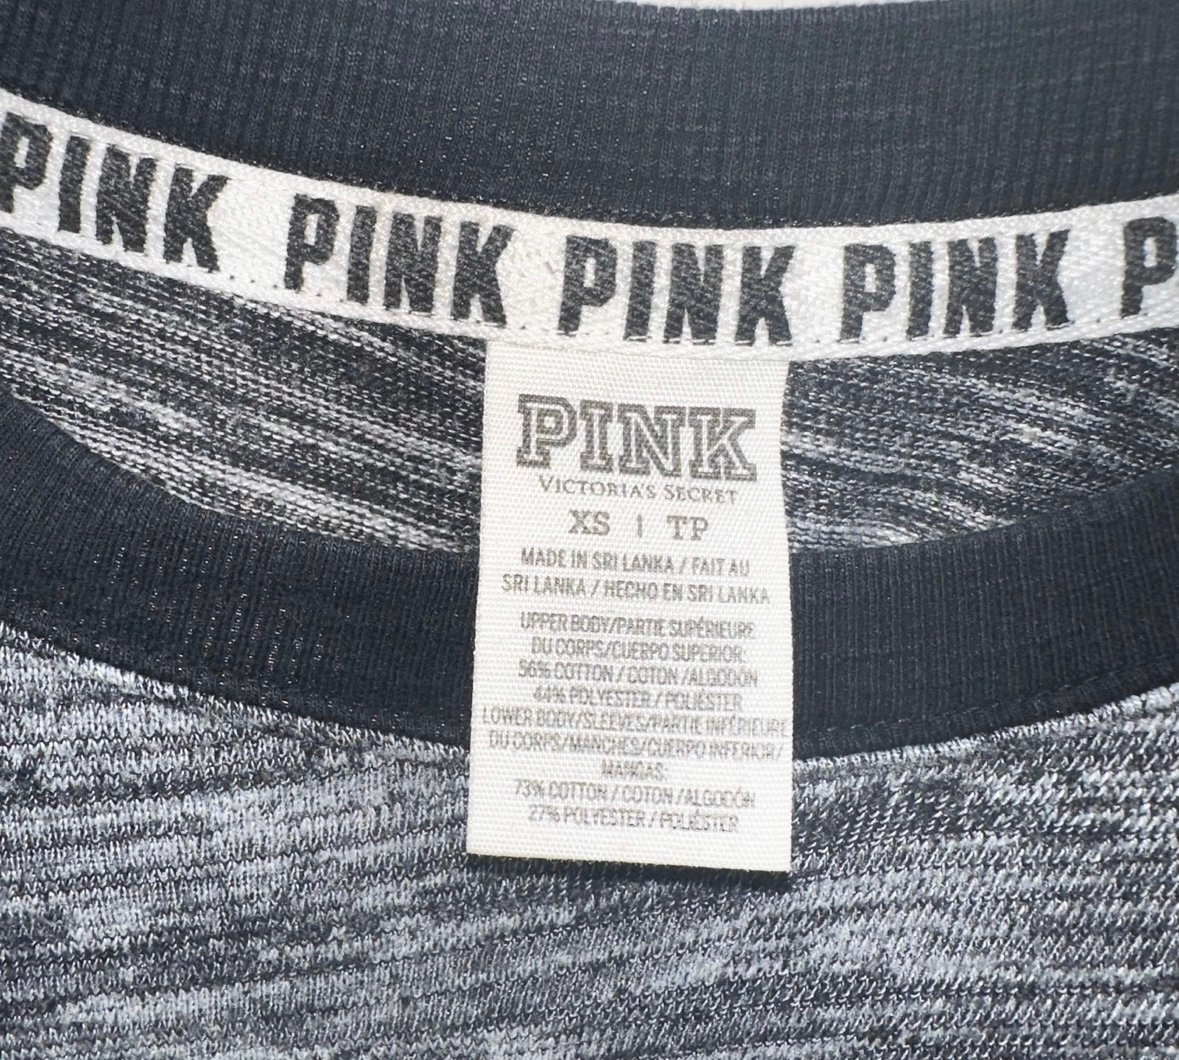 PINK PINK PINK PINK P
PINK
VICTORIA'S SECRET
XS | TP
MADE IN SRI LANKA / FAIT AU
SRI LANKA / HECHO EN SRI LANKA
UPPER BODY/PARTIE SUPÉRIEURE
DU CORPS/CUERPO SUPERIOR:
56% COTTON / COTON /ALGODÓN
44% POLYESTER / POLIÉSTER
LOWER BODY/SLEEVES/PARTIE INFÉRIEURE
DU CORPS/MANCHES/CUERPO INFERIOR/
MANGAS:
73% COTTON / COTON /ALGODÓN
27% POLYESTER / POLIÉSTER